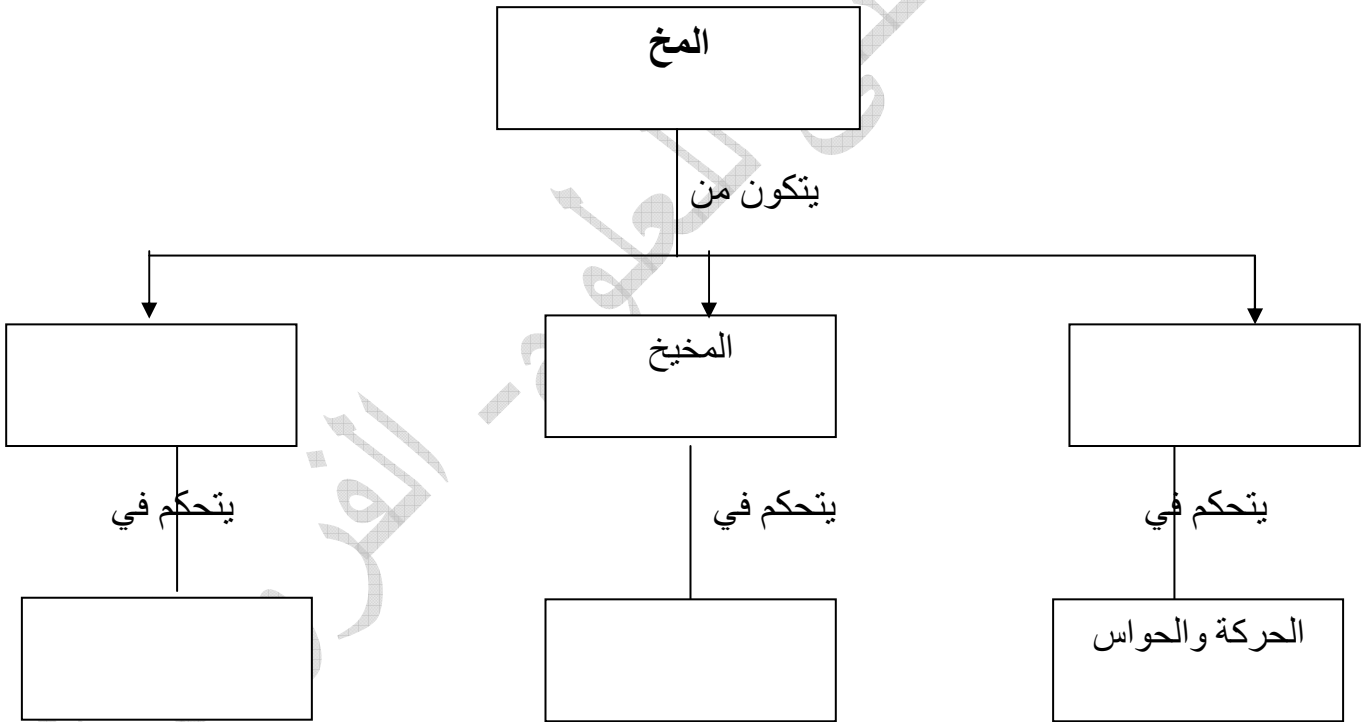 المخ
يتكون من
المخيخ
يتحكم في
يتحكم في
يتحكم في
الحركة والحواس